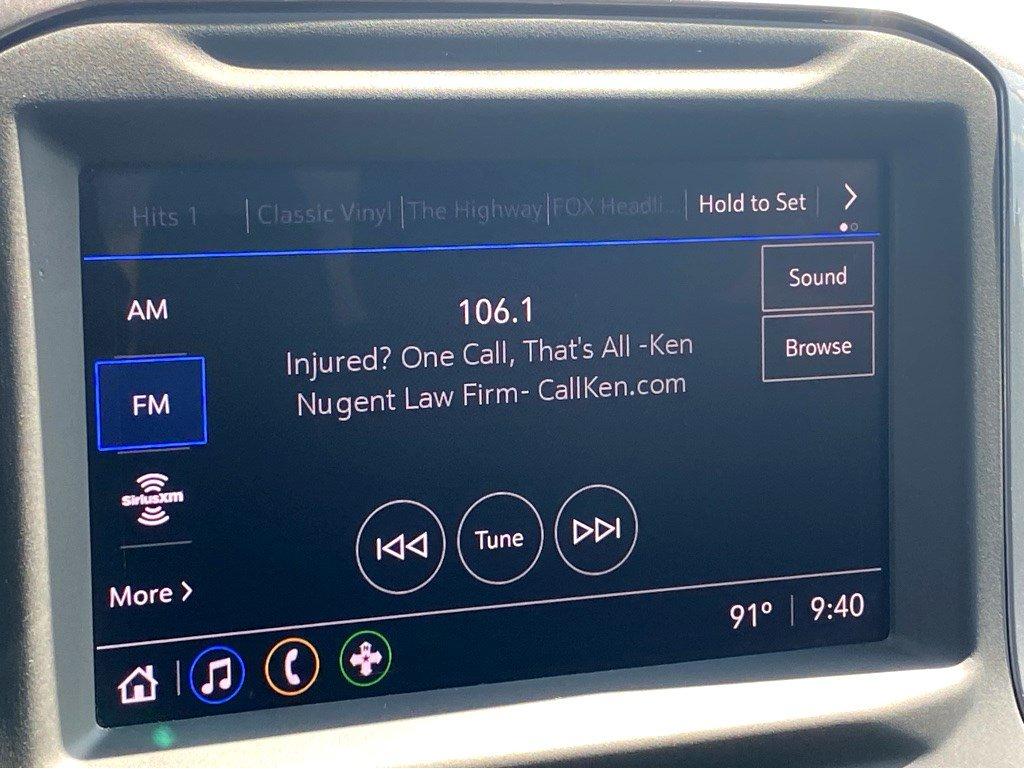 Hits 1 Classic Vinyl The Highway FOX Headli... Hold to Set
Sound
AM
106.1
Injured? One Call, That's All -Ken
Browse
Nugent Law Firm- CallKen.com
FM
SiriusXM
Tune
More
91° 9:40